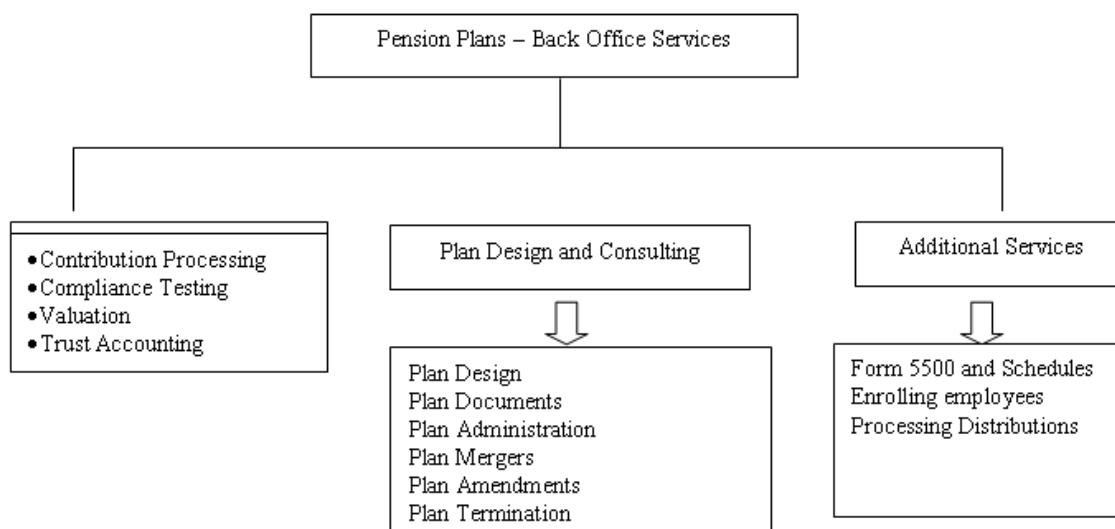 Pension Plans – Back Office Services
•Contribution Processing
•Compliance Testing
•Valuation
•Trust Accounting
Plan Design and Consulting
Plan Design
Plan Documents
Plan Administration
Plan Mergers
Plan Amendments
Plan Termination
Additional Services
Form 5500 and Schedules
Enrolling employees
Processing Distributions